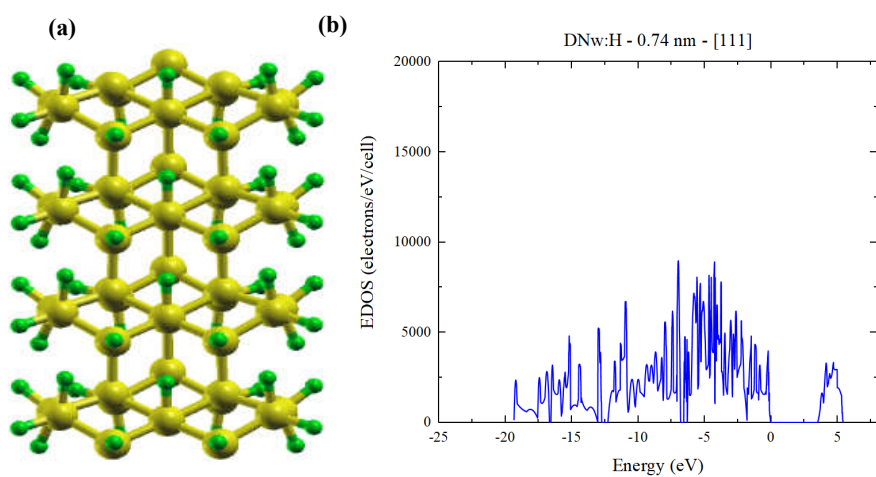 (a)
(b)
DNw:H - 0.74 nm - [111]
20000
15000
10000
5000
0
EDOS (electrons/eV/cell)
-25
-20
-15
-10
-5
0
5
Energy (eV)